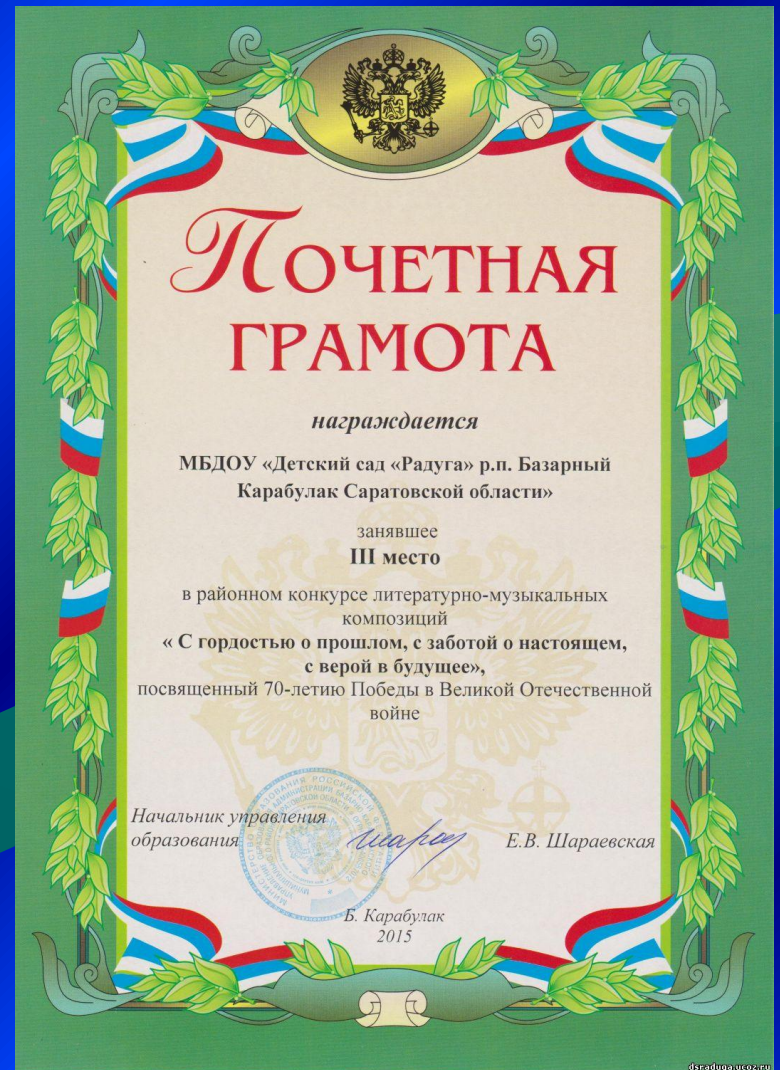 Почетная
грамота
награждается
МБДОУ «Детский сад «Радуга» р.п. Базарный
Карабулак Саратовской области»
занявшее
III место
в районном конкурсе литературно-музыкальных
композиций
« С гордостью о прошлом, с заботой о настоящем,
с верой в будущее»,
посвященный 70-летию Победы в Великой Отечественной
войне
Начальник управления
образования
Е.В. Шараевская
Б. Карабулак
2015
dsraduga.ucoz.ru